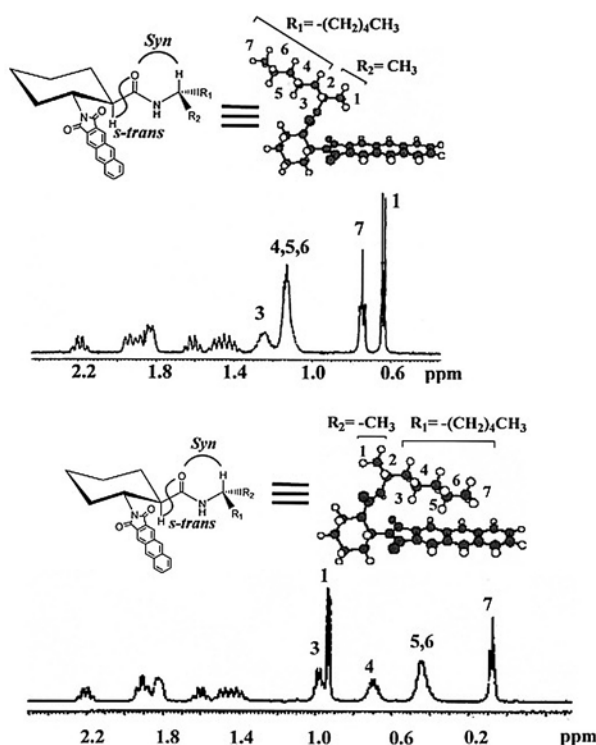 R₁= -(CH₂)₄CH₃
Syn
R₂= CH₃
7 6 4 2
5 3 1
O H
R₁
N
H R₂
H
s-trans
O N O
1
7
4,5,6
3
2.2 1.8 1.4 1.0 0.6 ppm
R₂= -CH₃ R₁= -(CH₂)₄CH₃
Syn
1 2 4 6
3 5 7
O H
R₂
N
H R₁
H
s-trans
O N O
1
7
3
5,6
4
2.2 1.8 1.4 1.0 0.6 0.2 ppm